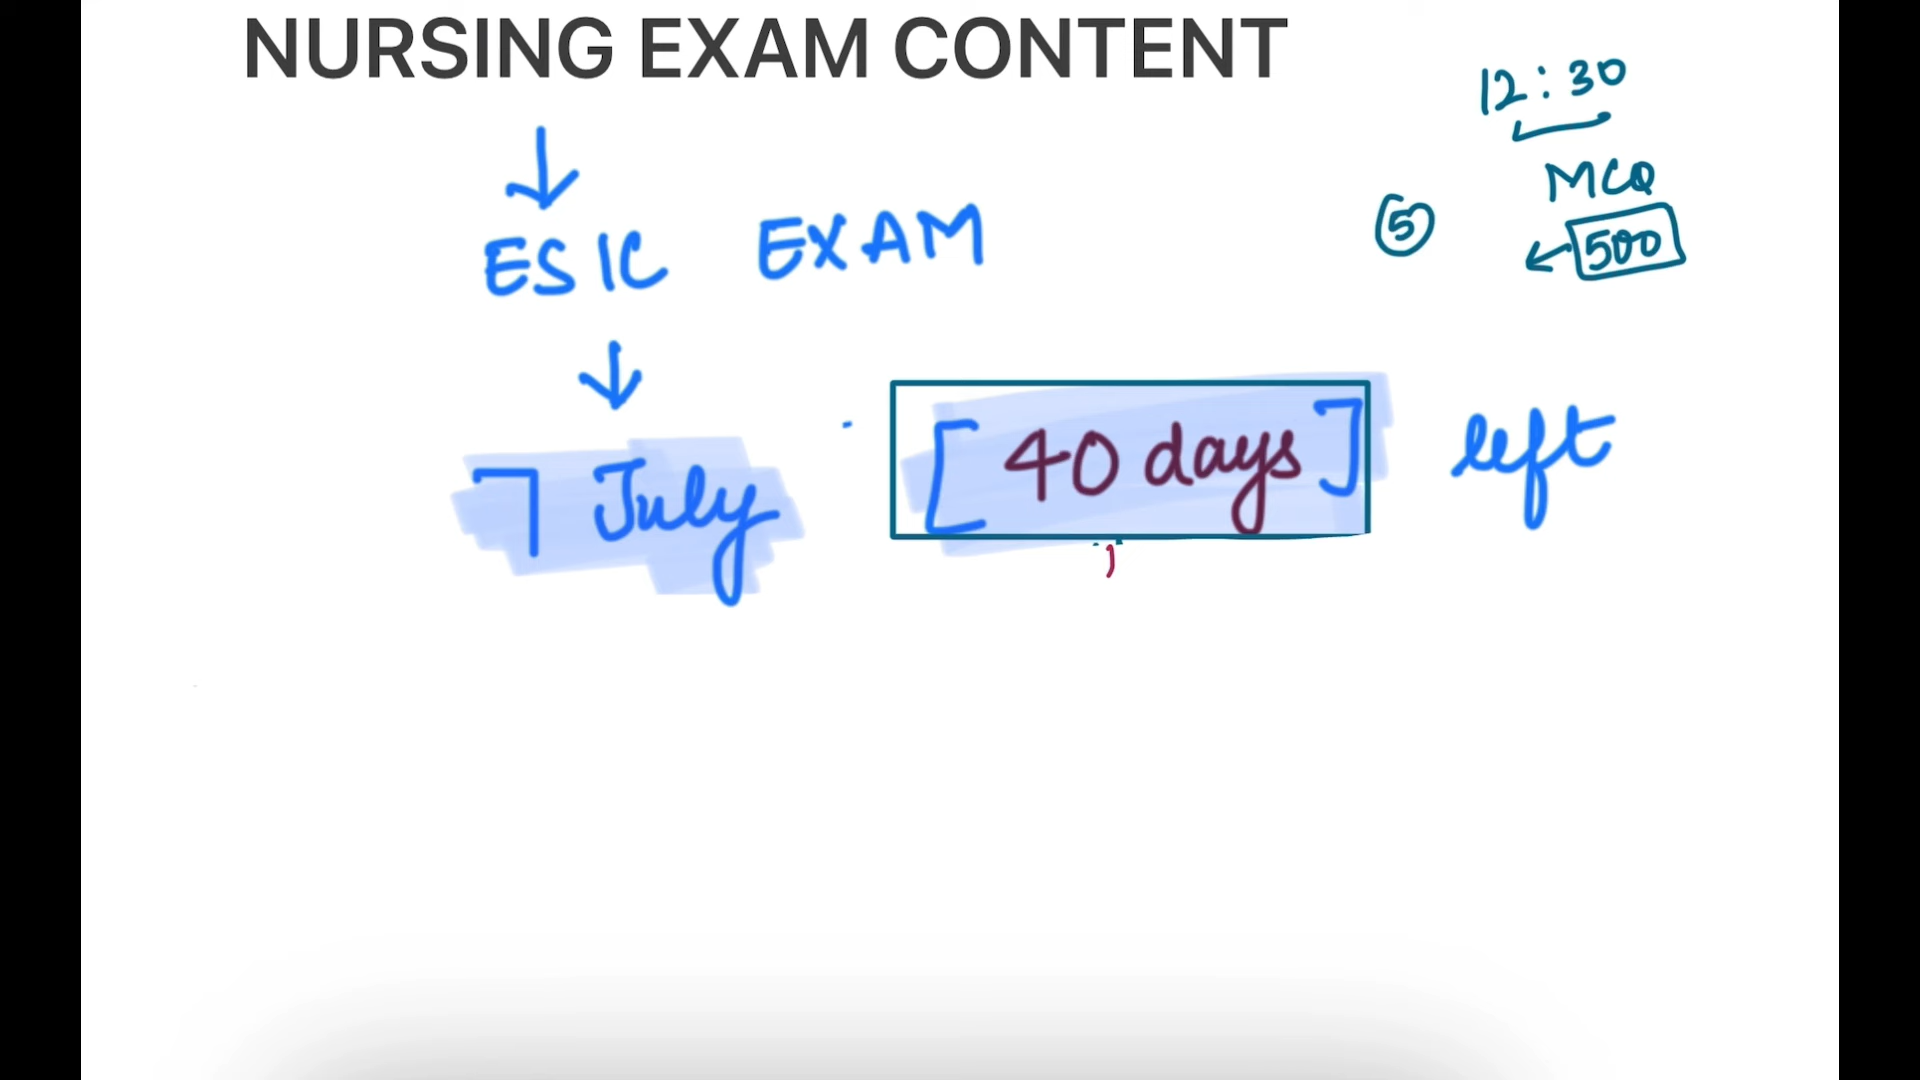 NURSING EXAM CONTENT
12:30
MCQ
ESIC EXAM
5
500
7 July [40 days] left